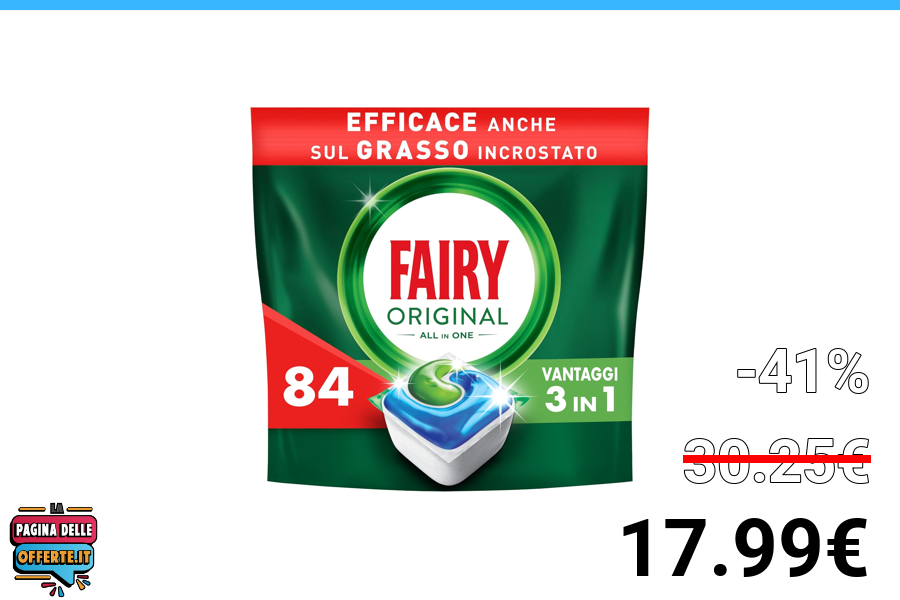 EFFICACE ANCHE
SUL GRASSO INCROSTATO
FAIRY
ORIGINAL
ALL IN ONE
84
VANTAGGI
3 IN 1
-41%
30.25€
17.99€
LA
PAGINA DELLE
OFFERTE.IT